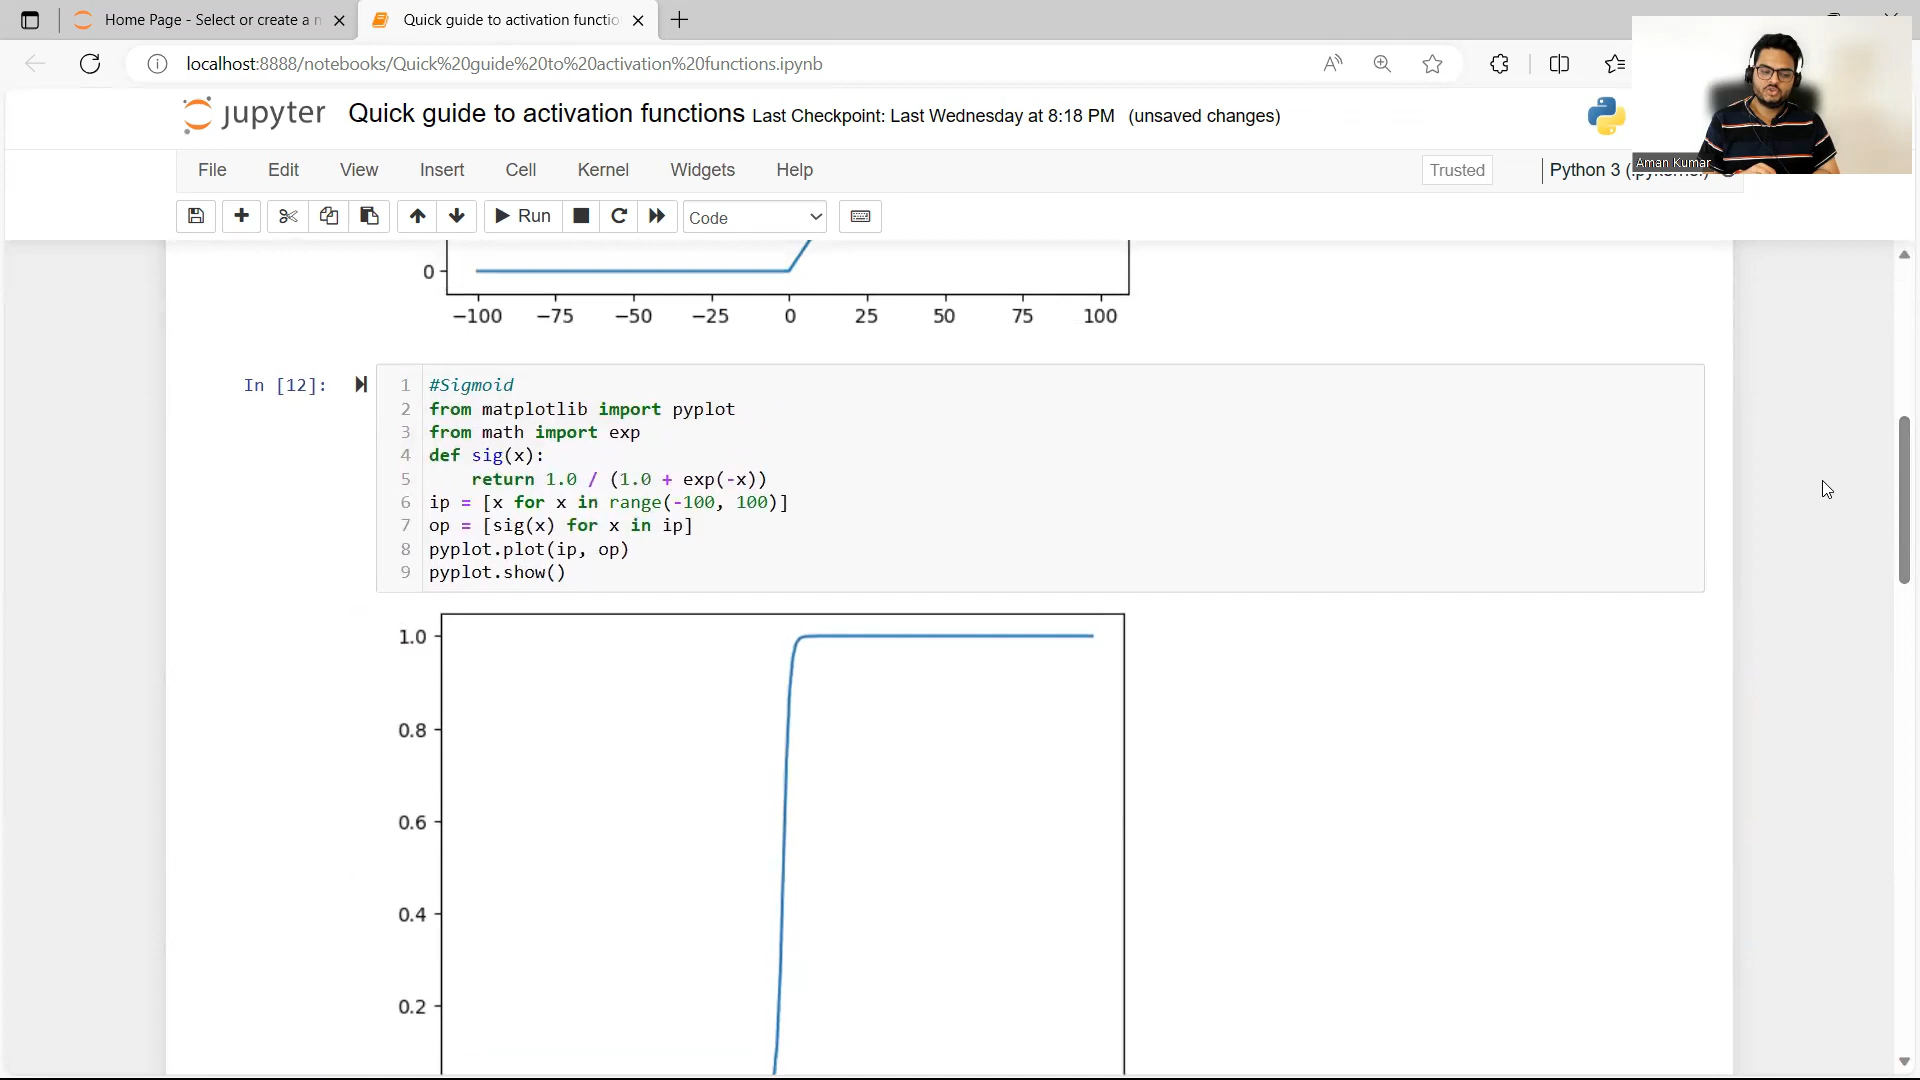 Home Page - Select or create a n
Quick guide to activation functio
localhost:8888/notebooks/Quick%20guide%20to%20activation%20functions.ipynb
jupyter Quick guide to activation functions Last Checkpoint: Last Wednesday at 8:18 PM (unsaved changes)
File Edit View Insert Cell Kernel Widgets Help
Trusted
Python 3 (ipykernel)
Aman Kumar
Run
Code
0
−100 −75 −50 −25 0 25 50 75 100
In [12]:
1 #Sigmoid
2 from matplotlib import pyplot
3 from math import exp
4 def sig(x):
5 return 1.0 / (1.0 + exp(-x))
6 ip = [x for x in range(-100, 100)]
7 op = [sig(x) for x in ip]
8 pyplot.plot(ip, op)
9 pyplot.show()
1.0
0.8
0.6
0.4
0.2